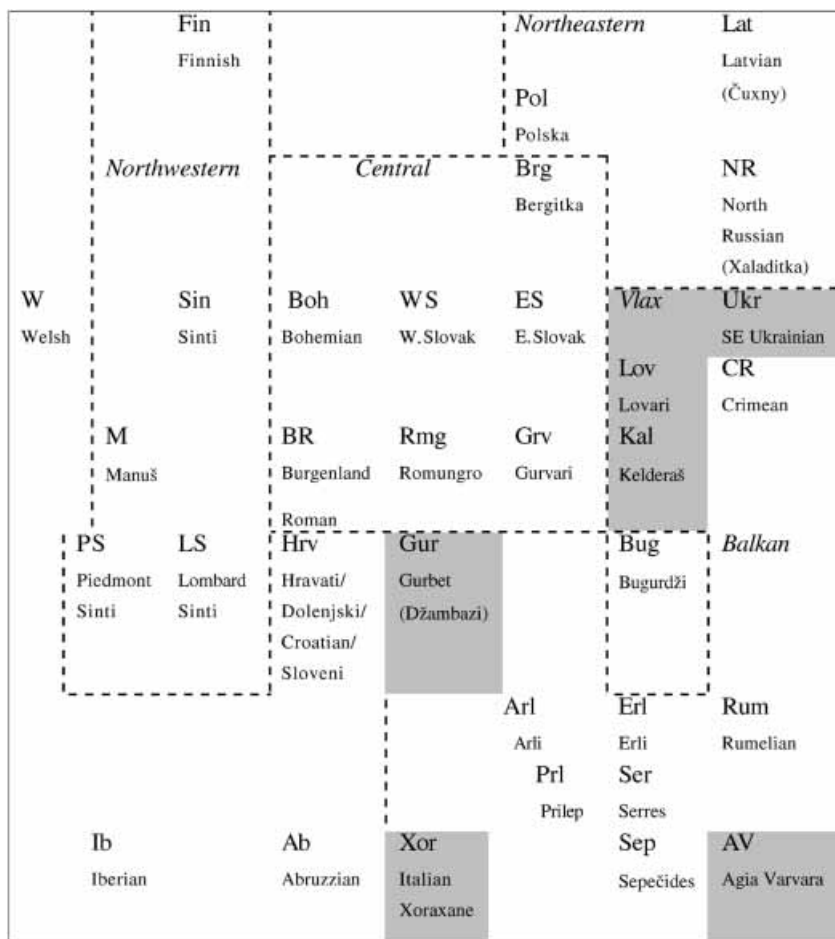 Fin Northeastern Lat
Finnish Latvian
(Čuxny)
Pol
Polska
Northwestern Central Brg NR
Bergitka North
Russian
(Xaladitka)
W Sin Boh WS ES Vlax Ukr
Welsh Sinti Bohemian W.Slovak E.Slovak SE Ukrainian
Lov CR
Lovari Crimean
M BR Rmg Grv Kal
Manuš Burgenland Romungro Gurvari Kelderaš
Roman
PS LS Hrv Gur Bug Balkan
Piedmont Lombard Hravati/ Gurbet Bugurdži
Sinti Sinti Dolenjski/ (Džambazi)
Croatian/
Sloveni
Arl Erl Rum
Arli Erli Rumelian
Prl Ser
Prilep Serres
Ib Ab Xor Sep AV
Iberian Abruzzian Italian Sepečides Agia Varvara
Xoraxane